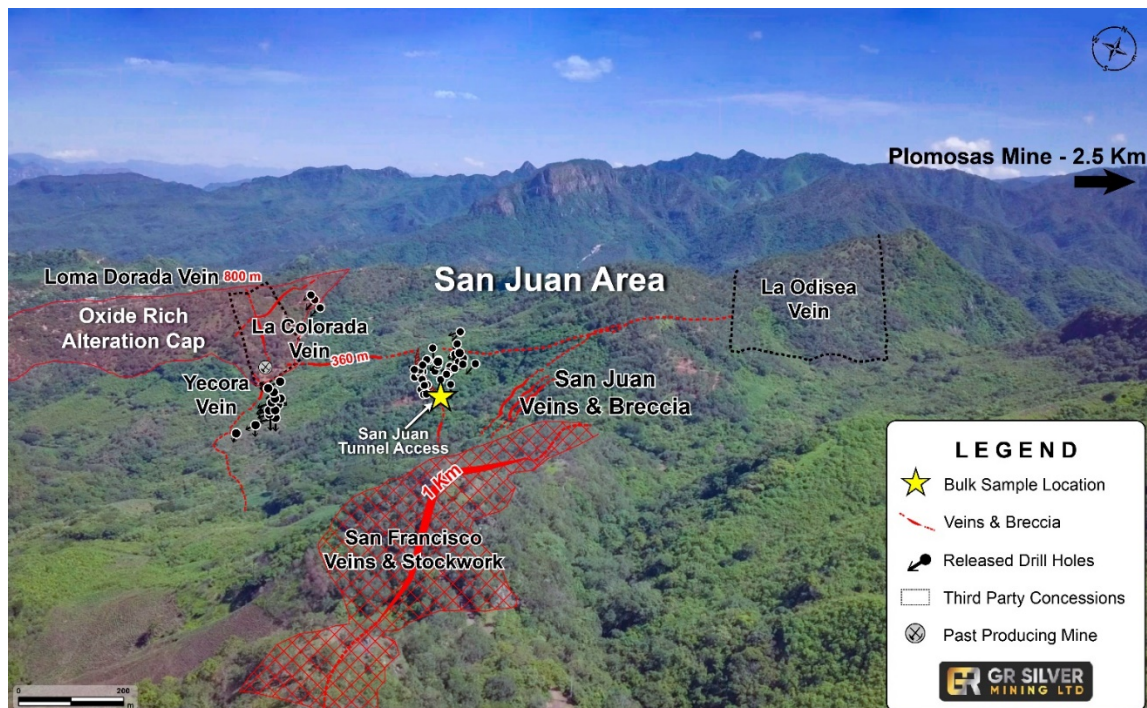 Plomosas Mine - 2.5 Km
San Juan Area
Loma Dorada Vein
800 m
La Odisea
Vein
Oxide Rich
Alteration Cap
La Colorada
Vein
360 m
Yecora
Vein
San Juan
Veins & Breccia
San Juan
Tunnel Access
1 Km
San Francisco
Veins & Stockwork
LEGEND
Bulk Sample Location
Veins & Breccia
Released Drill Holes
Third Party Concessions
Past Producing Mine
GR SILVER
MINING LTD
0 200
m